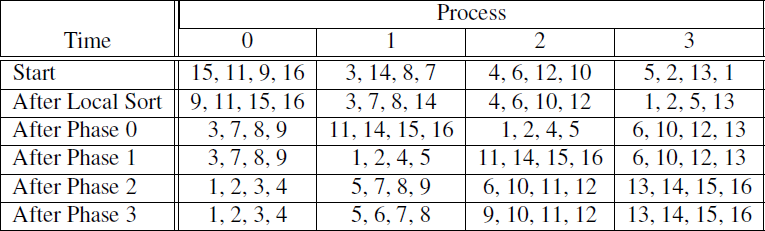 Process
Time 0 1 2 3
Start 15, 11, 9, 16 3, 14, 8, 7 4, 6, 12, 10 5, 2, 13, 1
After Local Sort 9, 11, 15, 16 3, 7, 8, 14 4, 6, 10, 12 1, 2, 5, 13
After Phase 0 3, 7, 8, 9 11, 14, 15, 16 1, 2, 4, 5 6, 10, 12, 13
After Phase 1 3, 7, 8, 9 1, 2, 4, 5 11, 14, 15, 16 6, 10, 12, 13
After Phase 2 1, 2, 3, 4 5, 7, 8, 9 6, 10, 11, 12 13, 14, 15, 16
After Phase 3 1, 2, 3, 4 5, 6, 7, 8 9, 10, 11, 12 13, 14, 15, 16